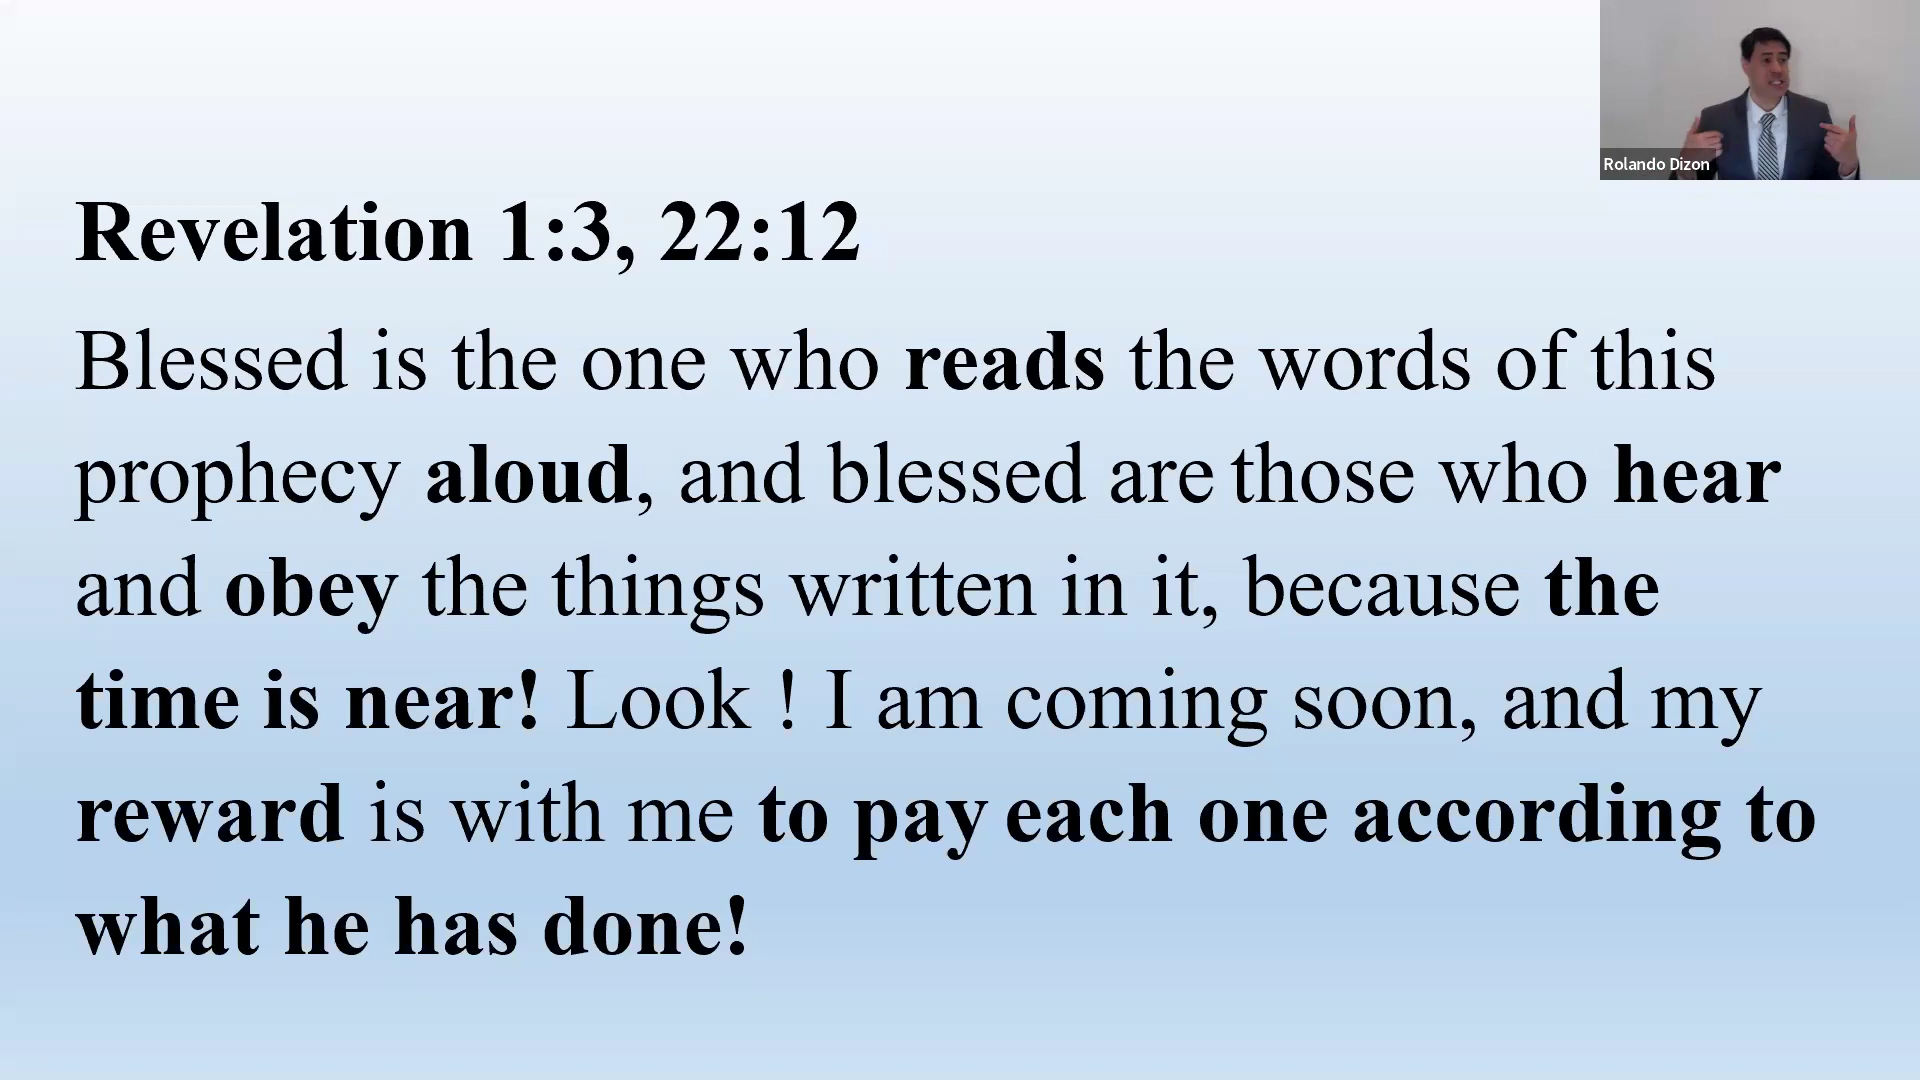 Rolando Dizon
Revelation 1:3, 22:12
Blessed is the one who reads the words of this
prophecy aloud, and blessed are those who hear
and obey the things written in it, because the
time is near! Look ! I am coming soon, and my
reward is with me to pay each one according to
what he has done!